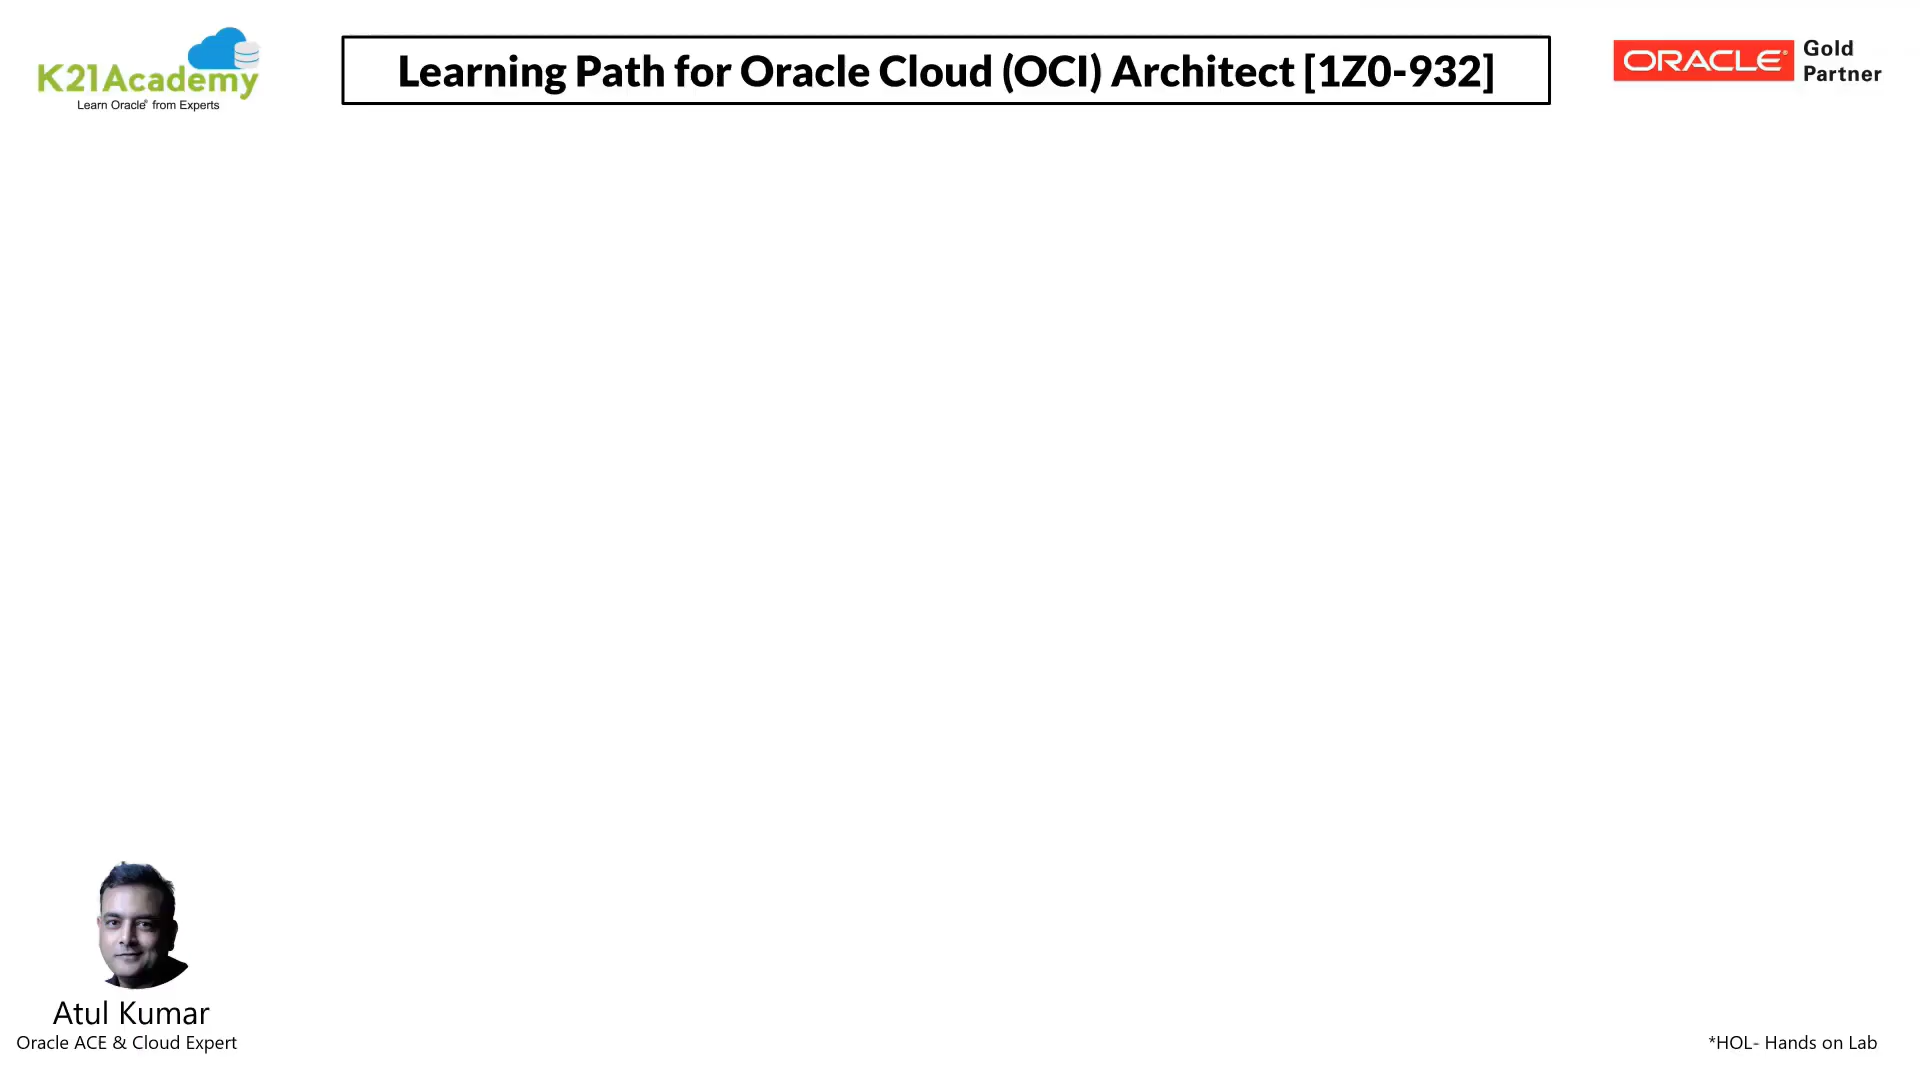 K21Academy
Learn Oracle® from Experts
Learning Path for Oracle Cloud (OCI) Architect [1Z0-932]
ORACLE® Gold
Partner
Atul Kumar
Oracle ACE & Cloud Expert
*HOL- Hands on Lab